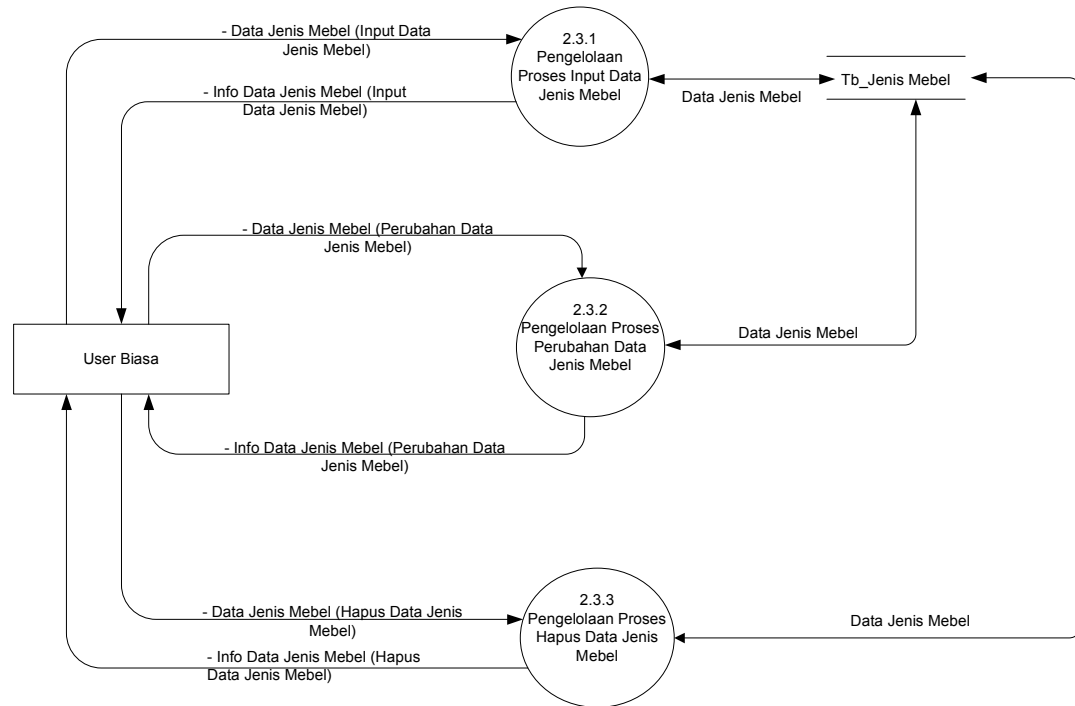 - Data Jenis Mebel (Input Data
Jenis Mebel)
2.3.1
Pengelolaan
Proses Input Data
Jenis Mebel
Tb_Jenis Mebel
Data Jenis Mebel
- Info Data Jenis Mebel (Input
Data Jenis Mebel)
- Data Jenis Mebel (Perubahan Data
Jenis Mebel)
2.3.2
Pengelolaan Proses
Perubahan Data
Jenis Mebel
Data Jenis Mebel
User Biasa
- Info Data Jenis Mebel (Perubahan Data
Jenis Mebel)
2.3.3
Pengelolaan Proses
Hapus Data Jenis
Mebel
- Data Jenis Mebel (Hapus Data Jenis
Mebel)
Data Jenis Mebel
- Info Data Jenis Mebel (Hapus
Data Jenis Mebel)